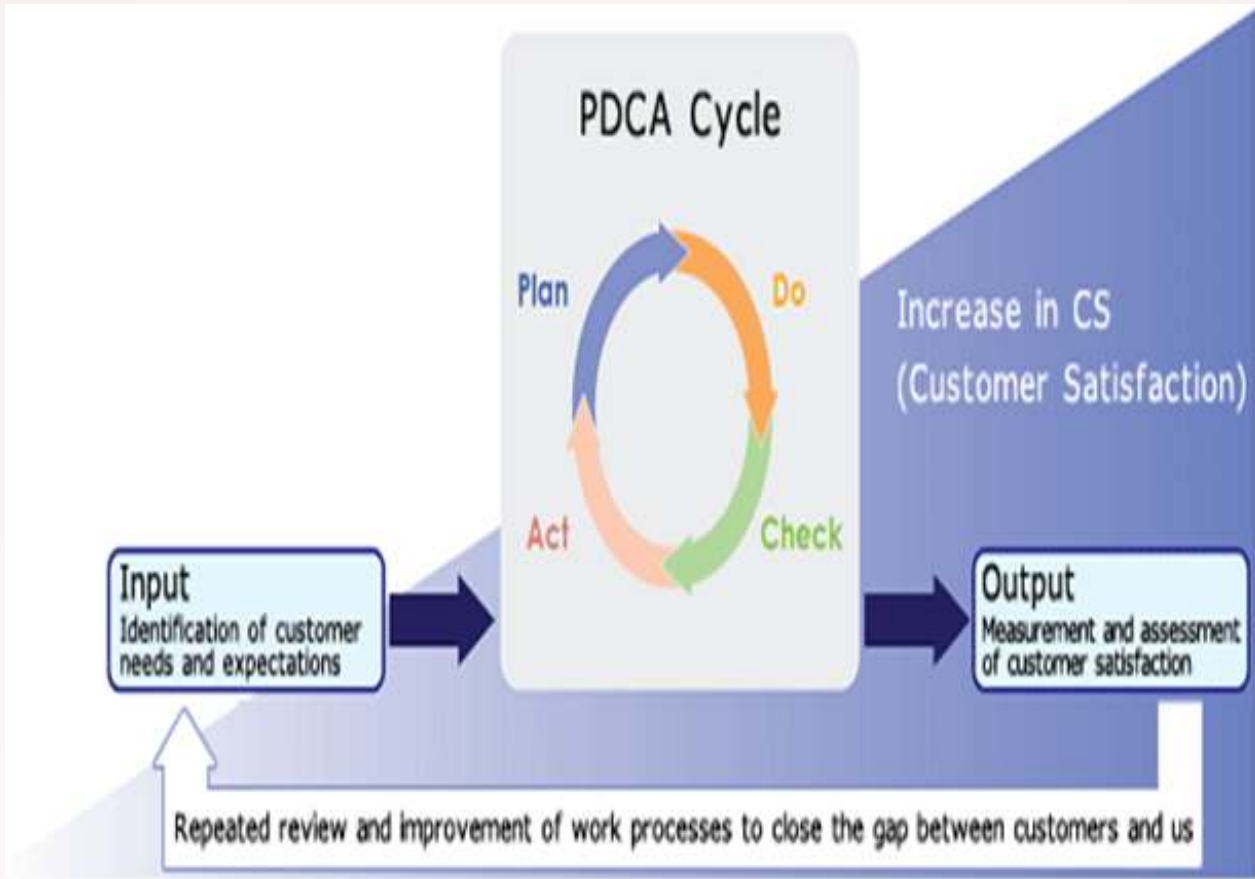 PDCA Cycle
Plan
Do
Act
Check
Increase in CS
(Customer Satisfaction)
Input
Identification of customer
needs and expectations
Output
Measurement and assessment
of customer satisfaction
Repeated review and improvement of work processes to close the gap between customers and us